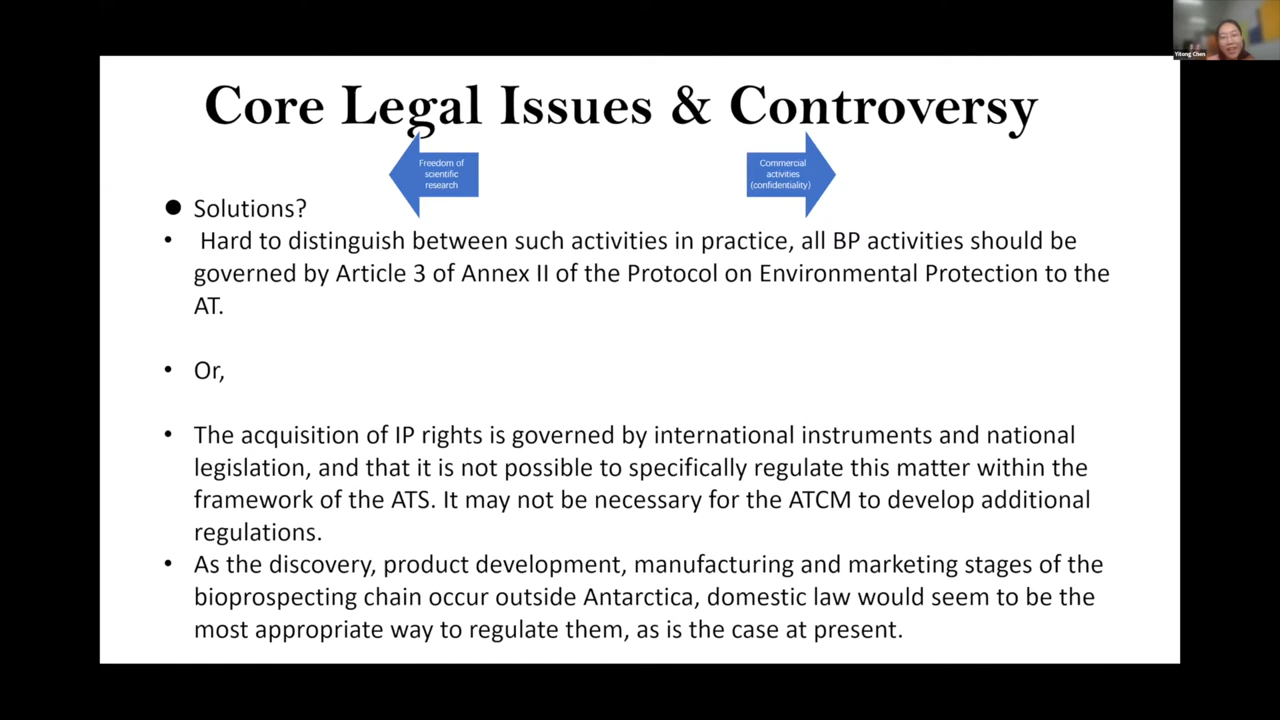 Yitong Chen
Core Legal Issues & Controversy
Freedom of
scientific
research
Commercial
activities
(confidentiality)
● Solutions?
• Hard to distinguish between such activities in practice, all BP activities should be
governed by Article 3 of Annex II of the Protocol on Environmental Protection to the
AT.
• Or,
• The acquisition of IP rights is governed by international instruments and national
legislation, and that it is not possible to specifically regulate this matter within the
framework of the ATS. It may not be necessary for the ATCM to develop additional
regulations.
• As the discovery, product development, manufacturing and marketing stages of the
bioprospecting chain occur outside Antarctica, domestic law would seem to be the
most appropriate way to regulate them, as is the case at present.